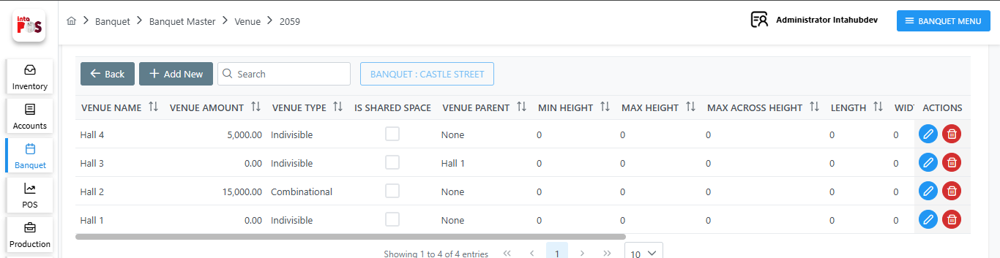 Inta
POS
Banquet Banquet Master Venue 2059
Administrator Intahubdev
BANQUET MENU
Inventory
Accounts
Banquet
POS
Production
Back
Add New
Search
BANQUET : CASTLE STREET
VENUE NAME VENUE AMOUNT VENUE TYPE IS SHARED SPACE VENUE PARENT MIN HEIGHT MAX HEIGHT MAX ACROSS HEIGHT LENGTH WIDT ACTIONS
Hall 4 5,000.00 Indivisible None 0 0 0 0 0
Hall 3 0.00 Indivisible Hall 1 0 0 0 0 0
Hall 2 15,000.00 Combinational None 0 0 0 0 0
Hall 1 0.00 Indivisible None 0 0 0 0 0
Showing 1 to 4 of 4 entries 1 10